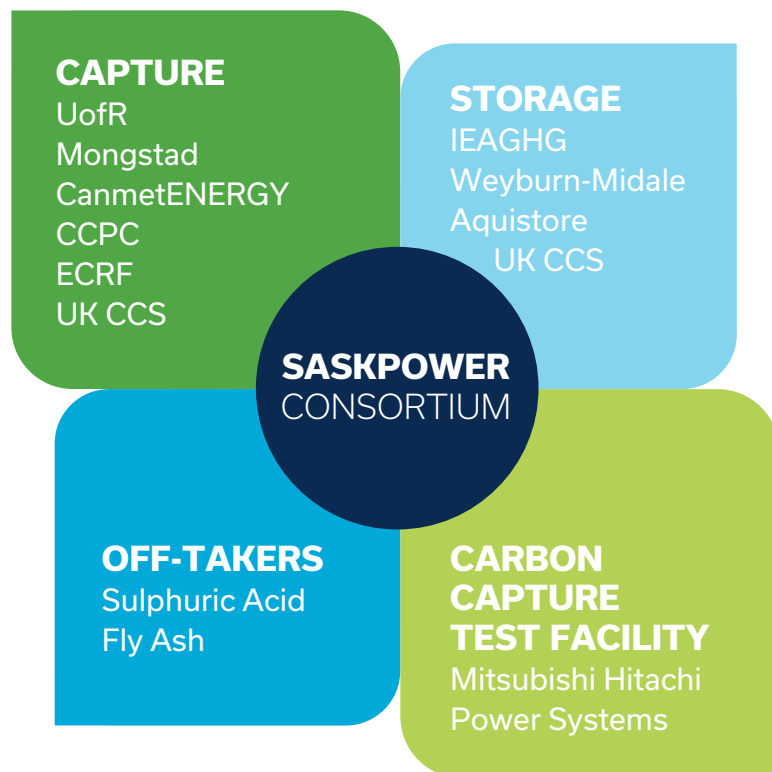 CAPTURE
UofR
Mongstad
CanmetENERGY
CCPC
ECRF
UK CCS
STORAGE
IEAGHG
Weyburn-Midale
Aquistore
UK CCS
SASKPOWER
CONSORTIUM
OFF-TAKERS
Sulphuric Acid
Fly Ash
CARBON
CAPTURE
TEST FACILITY
Mitsubishi Hitachi
Power Systems